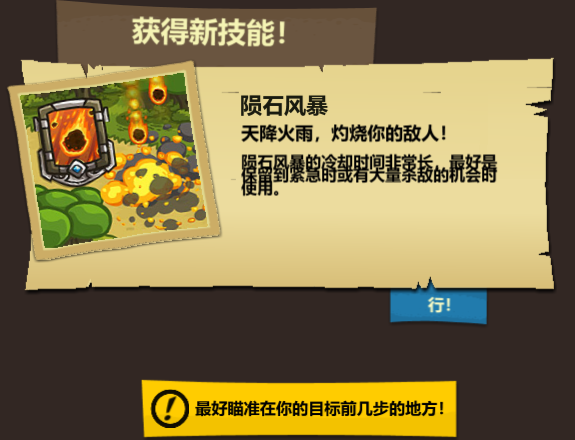 获得新技能！
陨石风暴
天降火雨，灼烧你的敌人！
陨石风暴的冷却时间非常长，最好是
保留到紧急时或有大量杀敌的机会时
使用。
行！
最好瞄准在你的目标前几步的地方！